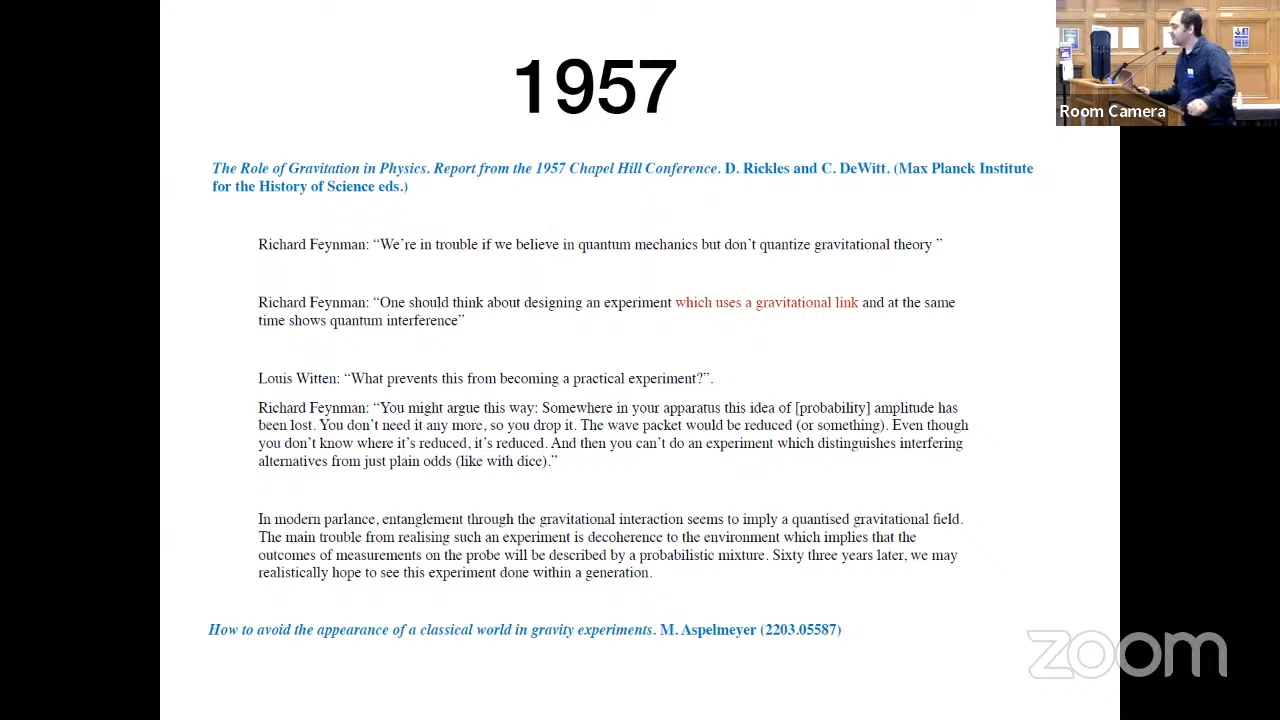 1957
Room Camera
The Role of Gravitation in Physics. Report from the 1957 Chapel Hill Conference. D. Rickles and C. DeWitt. (Max Planck Institute
for the History of Science eds.)
Richard Feynman: “We’re in trouble if we believe in quantum mechanics but don’t quantize gravitational theory ”
Richard Feynman: “One should think about designing an experiment which uses a gravitational link and at the same
time shows quantum interference”
Louis Witten: “What prevents this from becoming a practical experiment?”.
Richard Feynman: “You might argue this way: Somewhere in your apparatus this idea of [probability] amplitude has
been lost. You don’t need it any more, so you drop it. The wave packet would be reduced (or something). Even though
you don’t know where it’s reduced, it’s reduced. And then you can’t do an experiment which distinguishes interfering
alternatives from just plain odds (like with dice).”
In modern parlance, entanglement through the gravitational interaction seems to imply a quantised gravitational field.
The main trouble from realising such an experiment is decoherence to the environment which implies that the
outcomes of measurements on the probe will be described by a probabilistic mixture. Sixty three years later, we may
realistically hope to see this experiment done within a generation.
How to avoid the appearance of a classical world in gravity experiments. M. Aspelmeyer (2203.05587)
zoom